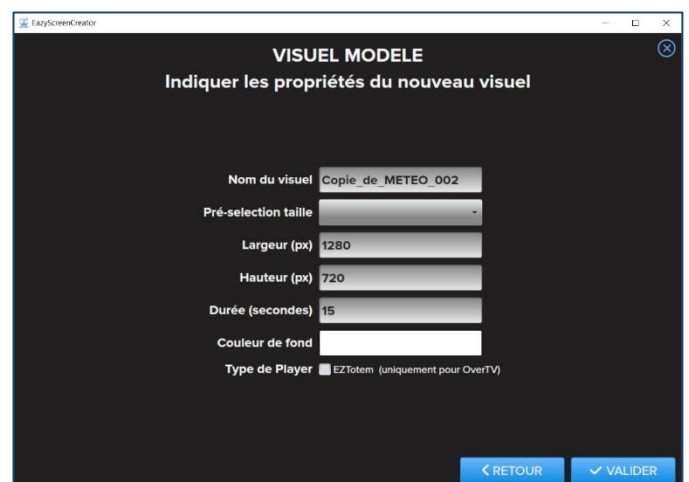 EazyScreenCreator
VISUEL MODELE
Indiquer les propriétés du nouveau visuel
Nom du visuel Copie_de_METEO_002
Pré-selection taille
Largeur (px) 1280
Hauteur (px) 720
Durée (secondes) 15
Couleur de fond
Type de Player EZTotem (uniquement pour OverTV)
RETOUR VALIDER